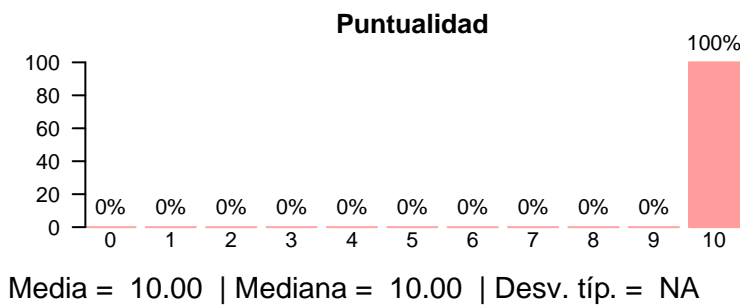 Puntualidad
100%
100
80
60
40
20
0
0% 0% 0% 0% 0% 0% 0% 0% 0% 0%
0 1 2 3 4 5 6 7 8 9 10
Media = 10.00 | Mediana = 10.00 | Desv. típ. = NA